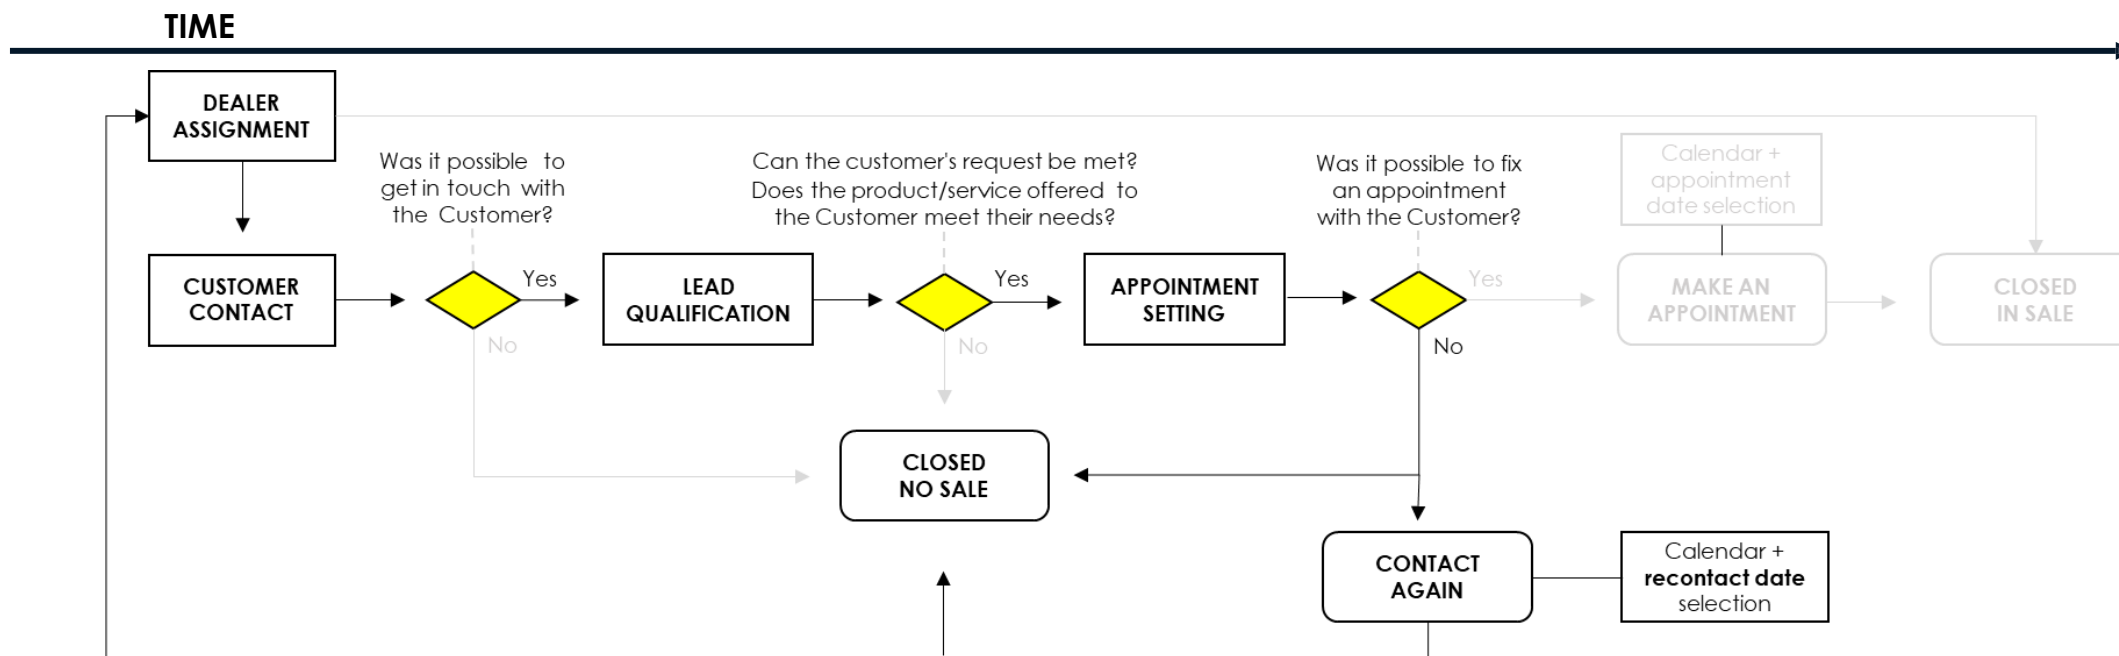 TIME
DEALER
ASSIGNMENT
Was it possible to
get in touch with
the Customer?
Can the customer's request be met?
Does the product/service offered to
the Customer meet their needs?
Was it possible to fix
an appointment
with the Customer?
Calendar +
appointment
date selection
CUSTOMER
CONTACT
Yes
No
LEAD
QUALIFICATION
Yes
No
APPOINTMENT
SETTING
Yes
No
MAKE AN
APPOINTMENT
CLOSED
IN SALE
CLOSED
NO SALE
CONTACT
AGAIN
Calendar +
recontact date
selection